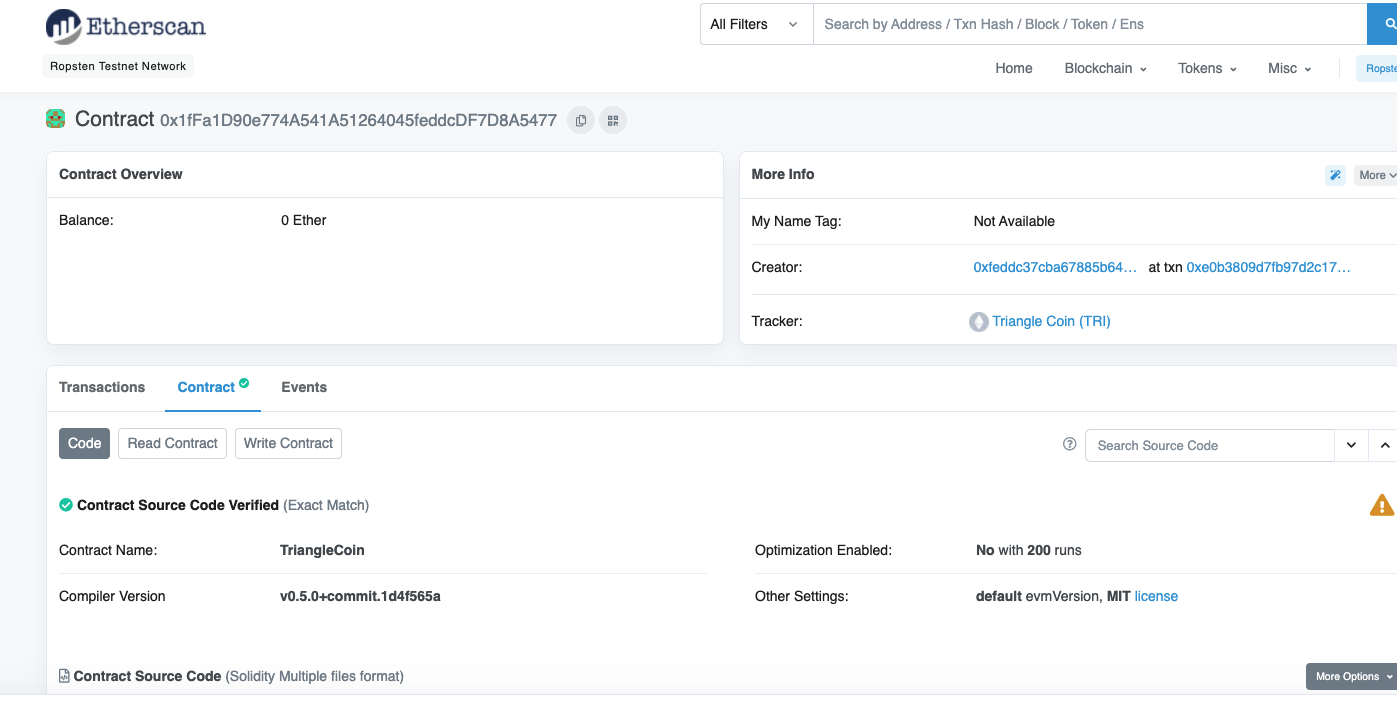 Etherscan
All Filters
Search by Address / Txn Hash / Block / Token / Ens
Ropsten Testnet Network
Home Blockchain Tokens Misc
Contract 0x1fFa1D90e774A541A51264045feddcDF7D8A5477
Contract Overview
Balance: 0 Ether
More Info
More
My Name Tag: Not Available
Creator: 0xfeddc37cba67885b64... at txn 0xe0b3809d7fb97d2c17...
Tracker: Triangle Coin (TRI)
Transactions Contract Events
Code Read Contract Write Contract
Search Source Code
Contract Source Code Verified (Exact Match)
Contract Name: TriangleCoin
Optimization Enabled: No with 200 runs
Compiler Version v0.5.0+commit.1d4f565a
Other Settings: default evmVersion, MIT license
Contract Source Code (Solidity Multiple files format)
More Options